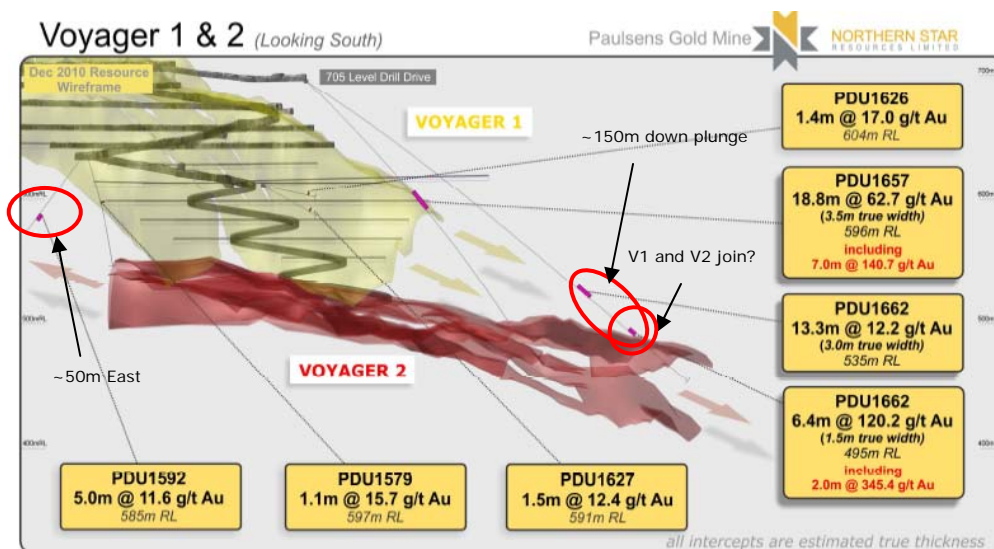 Voyager 1 & 2 (Looking South)
Paulsens Gold Mine
NORTHERN STAR
RESOURCES LIMITED
Dec 2010 Resource
Wireframe
705 Level Drill Drive
700m
VOYAGER 1
~150m down plunge
PDU1626
1.4m @ 17.0 g/t Au
604m RL
PDU1657
18.8m @ 62.7 g/t Au
(3.5m true width)
596m RL
including
7.0m @ 140.7 g/t Au
V1 and V2 join?
PDU1662
13.3m @ 12.2 g/t Au
(3.0m true width)
535m RL
~50m East
VOYAGER 2
PDU1662
6.4m @ 120.2 g/t Au
(1.5m true width)
495m RL
including
2.0m @ 345.4 g/t Au
500mRL
400mRL
PDU1592
5.0m @ 11.6 g/t Au
585m RL
PDU1579
1.1m @ 15.7 g/t Au
597m RL
PDU1627
1.5m @ 12.4 g/t Au
591m RL
all intercepts are estimated true thickness